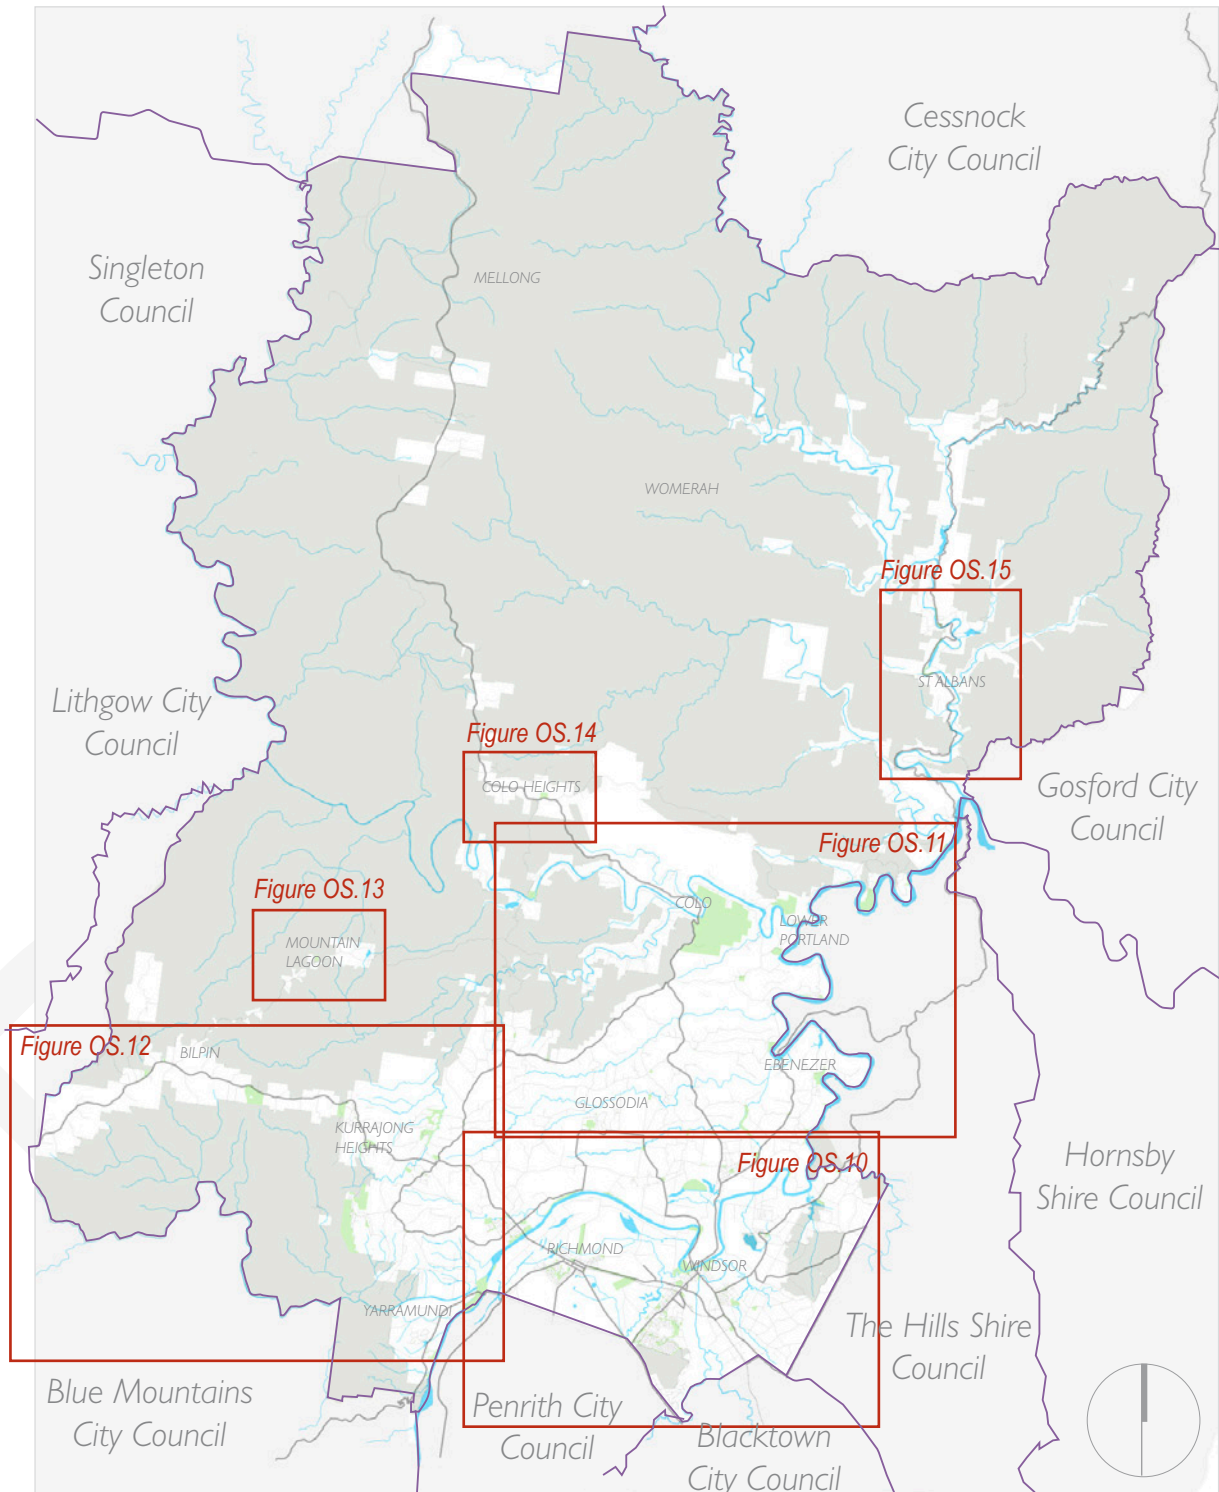 Cessnock
City Council
Singleton
Council
MELLONG
WOMERAH
Figure OS.15
ST ALBANS
Lithgow City
Council
Figure OS.14
COLO HEIGHTS
Gosford City
Council
Figure OS.11
Figure OS.13
COLO
LOWER
PORTLAND
MOUNTAIN
LAGOON
Figure OS.12
BILPIN
EBENEZER
GLOSSODIA
KURRAJONG
HEIGHTS
Figure OS.10
Hornsby
Shire Council
RICHMOND
WINDSOR
YARRAMUNDI
The Hills Shire
Council
Blue Mountains
City Council
Penrith City
Council
Blacktown
City Council